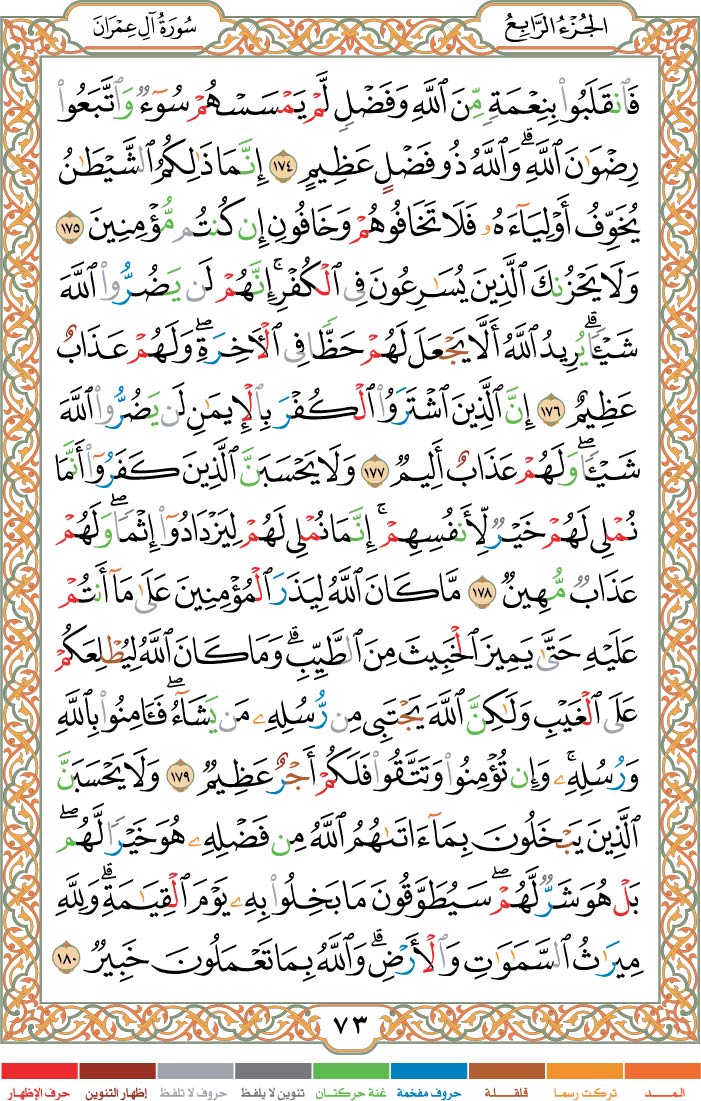 الجُزْءُ الرَّابِعُ
سُورَةُ آلِ عِمْرَانَ
فَٱنقَلَبُوا۟ بِنِعْمَةٍ مِّنَ ٱللَّهِ وَفَضْلٍ لَّمْ يَمْسَسْهُمْ سُوٓءٌ وَٱتَّبَعُوا۟
رِضْوَٰنَ ٱللَّهِ ۗ وَٱللَّهُ ذُو فَضْلٍ عَظِيمٍ ١٧٤ إِنَّمَا ذَٰلِكُمُ ٱلشَّيْطَٰنُ
يُخَوِّفُ أَوْلِيَآءَهُۥ فَلَا تَخَافُوهُمْ وَخَافُونِ إِن كُنتُم مُّؤْمِنِينَ ١٧٥
وَلَا يَحْزُنكَ ٱلَّذِينَ يُسَٰرِعُونَ فِى ٱلْكُفْرِ ۚ إِنَّهُمْ لَن يَضُرُّوا۟ ٱللَّهَ
شَيْـًٔا ۗ يُرِيدُ ٱللَّهُ أَلَّا يَجْعَلَ لَهُمْ حَظًّا فِى ٱلْـَٔاخِرَةِ ۖ وَلَهُمْ عَذَابٌ
عَظِيمٌ ١٧٦ إِنَّ ٱلَّذِينَ ٱشْتَرَوُا۟ ٱلْكُفْرَ بِٱلْإِيمَٰنِ لَن يَضُرُّوا۟ ٱللَّهَ
شَيْـًٔا ۖ وَلَهُمْ عَذَابٌ أَلِيمٌ ١٧٧ وَلَا يَحْسَبَنَّ ٱلَّذِينَ كَفَرُوٓا۟ أَنَّمَا
نُمْلِى لَهُمْ خَيْرٌ لِّأَنفُسِهِمْ ۚ إِنَّمَا نُمْلِى لَهُمْ لِيَزْدَادُوٓا۟ إِثْمًا ۖ وَلَهُمْ
عَذَابٌ مُّهِينٌ ١٧٨ مَّا كَانَ ٱللَّهُ لِيَذَرَ ٱلْمُؤْمِنِينَ عَلَىٰ مَآ أَنتُمْ
عَلَيْهِ حَتَّىٰ يَمِيزَ ٱلْخَبِيثَ مِنَ ٱلطَّيِّبِ ۗ وَمَا كَانَ ٱللَّهُ لِيُطْلِعَكُمْ
عَلَى ٱلْغَيْبِ وَلَٰكِنَّ ٱللَّهَ يَجْتَبِى مِن رُّسُلِهِۦ مَن يَشَآءُ ۖ فَـَٔامِنُوا۟ بِٱللَّهِ
وَرُسُلِهِۦ ۚ وَإِن تُؤْمِنُوا۟ وَتَتَّقُوا۟ فَلَكُمْ أَجْرٌ عَظِيمٌ ١٧٩ وَلَا يَحْسَبَنَّ
ٱلَّذِينَ يَبْخَلُونَ بِمَآ ءَاتَىٰهُمُ ٱللَّهُ مِن فَضْلِهِۦ هُوَ خَيْرًا لَّهُم ۖ
بَلْ هُوَ شَرٌّ لَّهُمْ ۖ سَيُطَوَّقُونَ مَا بَخِلُوا۟ بِهِۦ يَوْمَ ٱلْقِيَٰمَةِ ۗ وَلِلَّهِ
مِيرَٰثُ ٱلسَّمَٰوَٰتِ وَٱلْأَرْضِ ۗ وَٱللَّهُ بِمَا تَعْمَلُونَ خَبِيرٌ ١٨٠
٧٣
المـــد تركت رسما قلقـلة حروف مفخمة غنة حركتان تنوين لا يلفظ حروف لا تلفظ إظهار التنوين حرف الإظهار